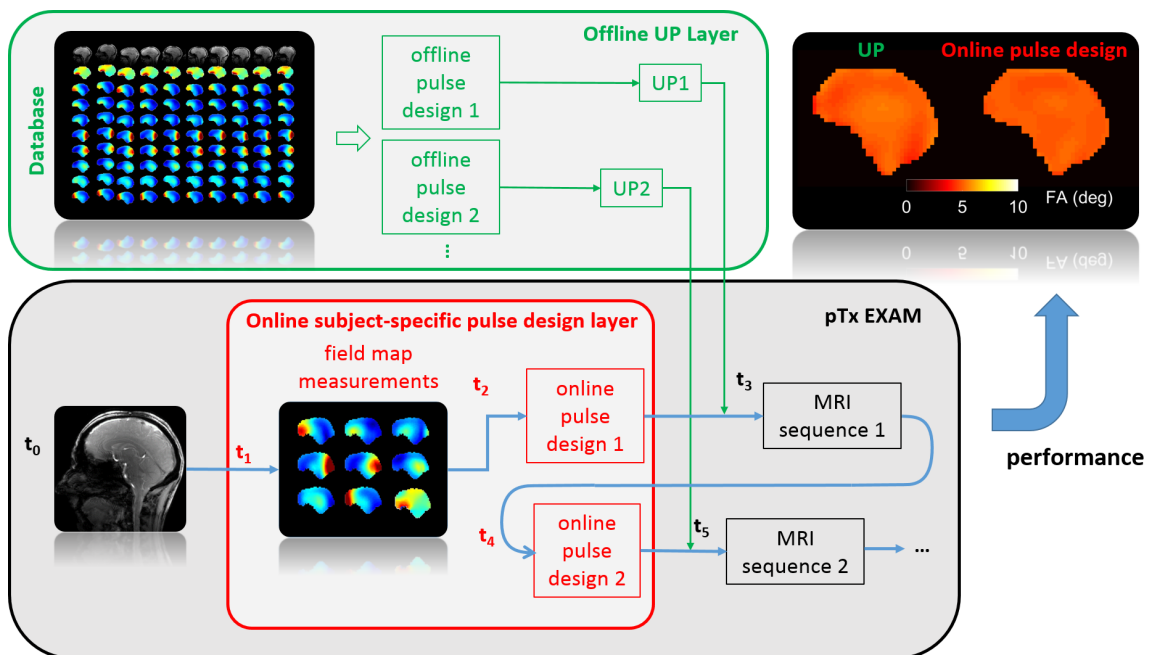 Offline UP Layer
Database
offline
pulse
design 1
UP1
offline
pulse
design 2
UP2
⋮
UP
Online pulse design
0
5
10
FA (deg)
pTx EXAM
Online subject-specific pulse design layer
field map
measurements
t0
t1
t2
online
pulse
design 1
t3
MRI
sequence 1
t4
online
pulse
design 2
t5
MRI
sequence 2
...
performance